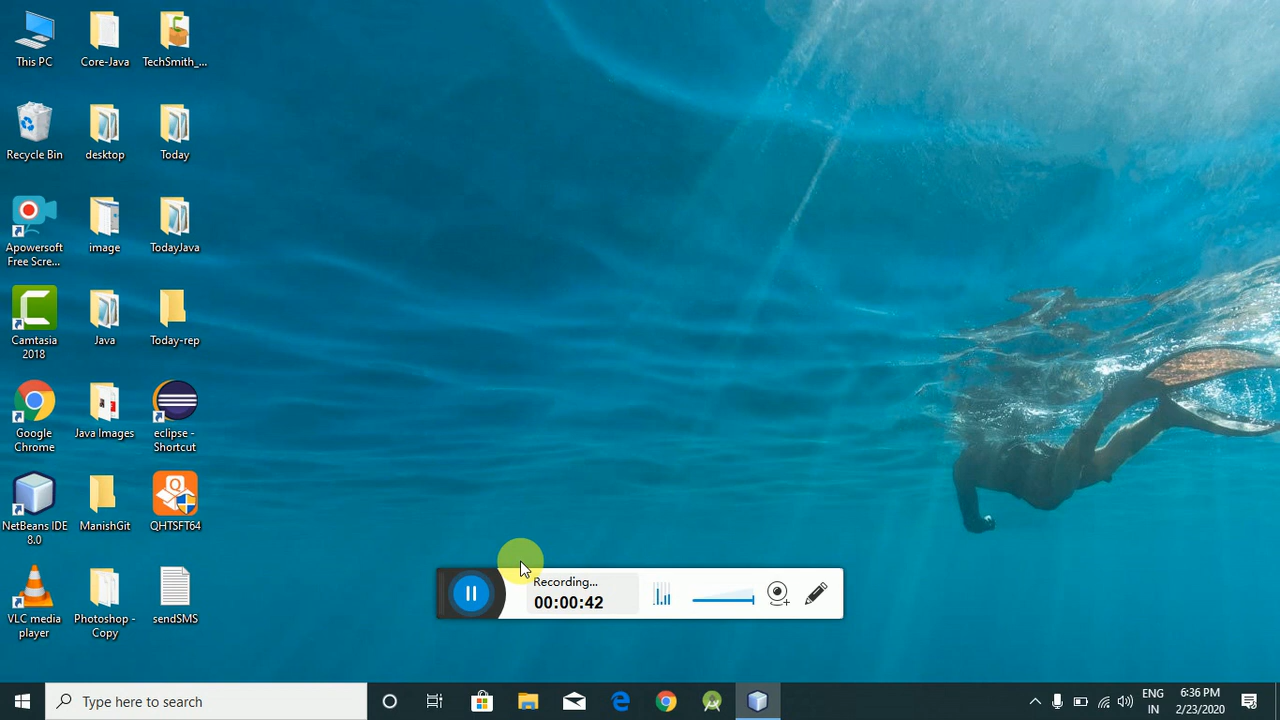 This PC
Core-Java
TechSmith_...
Recycle Bin
desktop
Today
Apowersoft
Free Scre...
image
TodayJava
Camtasia
2018
Java
Today-rep
Google
Chrome
Java Images
eclipse -
Shortcut
NetBeans IDE
8.0
ManishGit
QHTSFT64
VLC media
player
Photoshop -
Copy
sendSMS
Recording...
00:00:42
Type here to search
ENG
IN
6:36 PM
2/23/2020